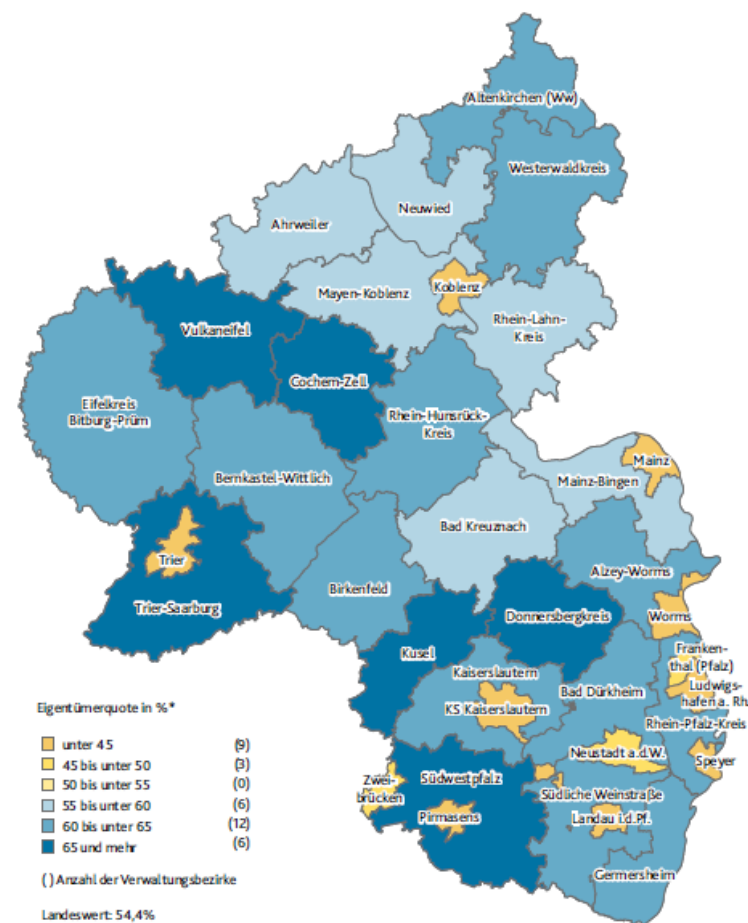 Altenkirchen (Ww)
Westerwaldkreis
Neuwied
Ahrweiler
Koblenz
Mayen-Koblenz
Rhein-Lahn-
Kreis
Vulkaneifel
Cochem-Zell
Eifelkreis
Bitburg-Prüm
Rhein-Hunsrück-
Kreis
Mainz
Bernkastel-Wittlich
Mainz-Bingen
Bad Kreuznach
Trier
Alzey-Worms
Birkenfeld
Trier-Saarburg
Donnersbergkreis
Worms
Kusel
Franken-
thal (Pfalz)
Kaiserslautern
Ludwigs-
hafen a. Rh.
Bad Dürkheim
KS Kaiserslautern
Rhein-Pfalz-Kreis
Neustadt a.d.W.
Speyer
Zwei-
brücken
Südwestpfalz
Südliche Weinstraße
Pirmasens
Landau i.d.Pf.
Germersheim
Eigentümerquote in %*
unter 45 (9)
45 bis unter 50 (3)
50 bis unter 55 (0)
55 bis unter 60 (6)
60 bis unter 65 (12)
65 und mehr (6)
( ) Anzahl der Verwaltungsbezirke
Landeswert: 54,4%